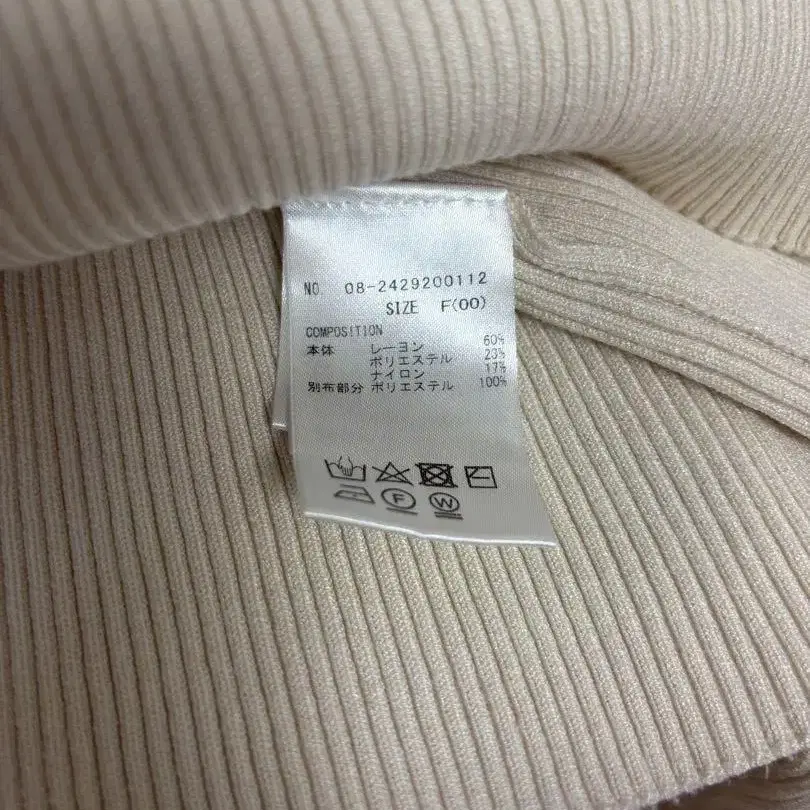 NO. 08-2429200112
SIZE F(00)
COMPOSITION
本体 レーヨン 60%
ポリエステル 23%
ナイロン 17%
別布部分 ポリエステル 100%
F W